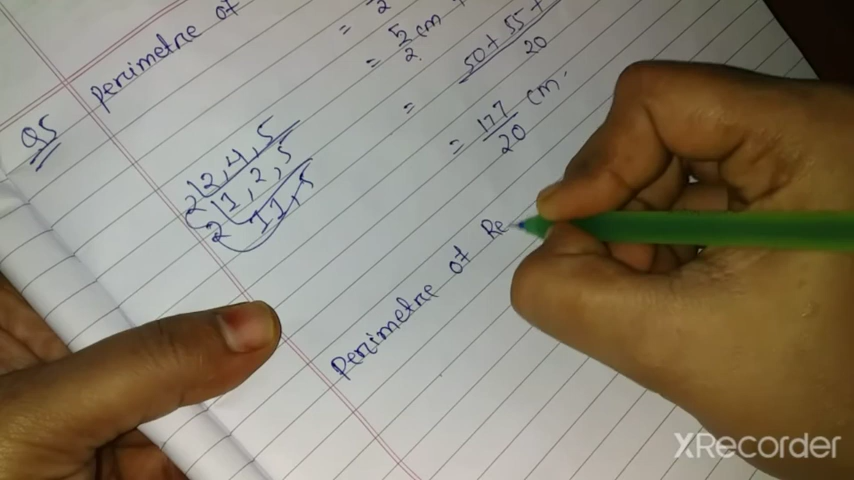 Q5
Perimetre of
2
= 5/2 cm
= 50 + 55 +
20
= 177/20 cm.
2|2, 4, 5
2|1, 2, 5
1 1, 5
Perimetre of Re
XRecorder